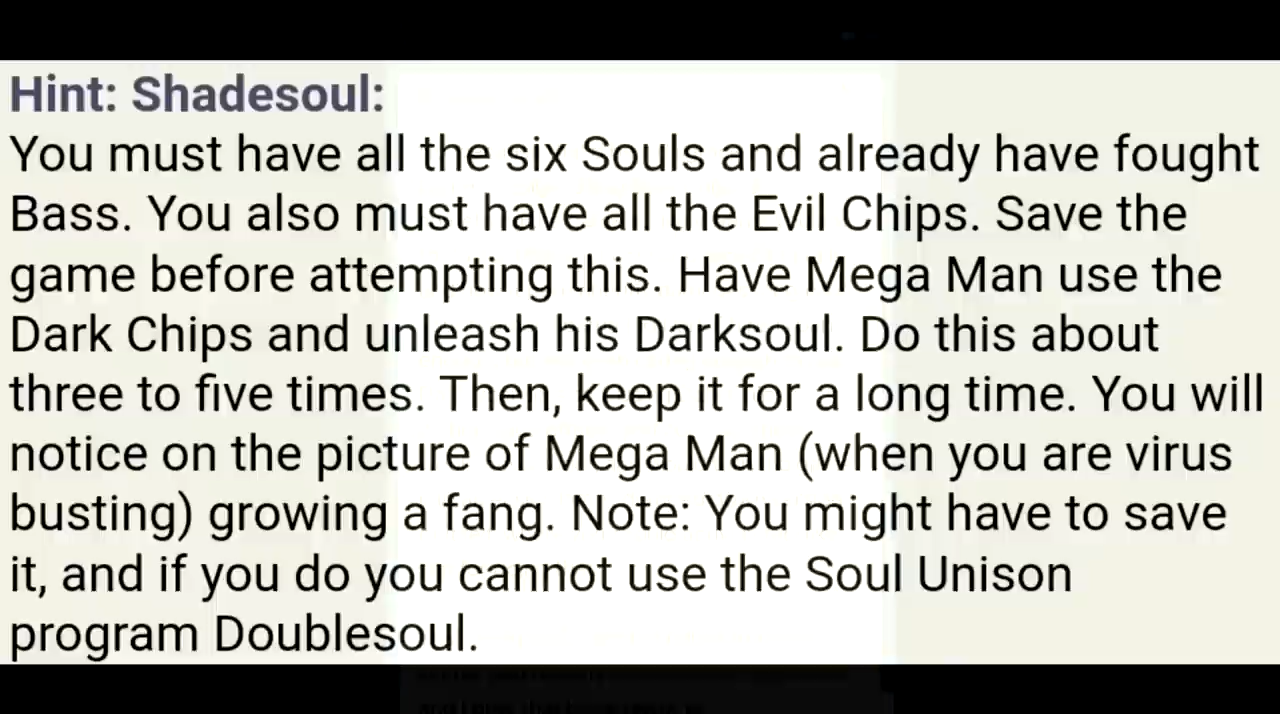 Hint: Shadesoul:
You must have all the six Souls and already have fought
Bass. You also must have all the Evil Chips. Save the
game before attempting this. Have Mega Man use the
Dark Chips and unleash his Darksoul. Do this about
three to five times. Then, keep it for a long time. You will
notice on the picture of Mega Man (when you are virus
busting) growing a fang. Note: You might have to save
it, and if you do you cannot use the Soul Unison
program Doublesoul.